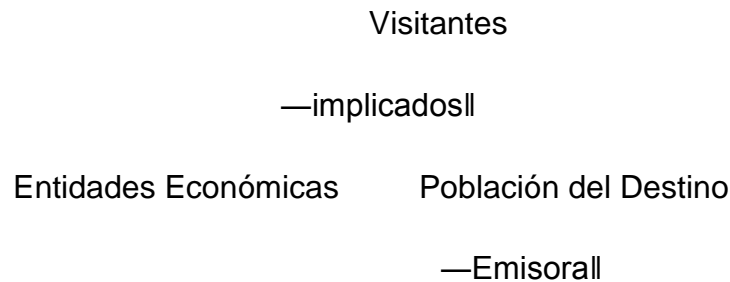 Visitantes
―implicados‖
Entidades Económicas Población del Destino
―Emisora‖